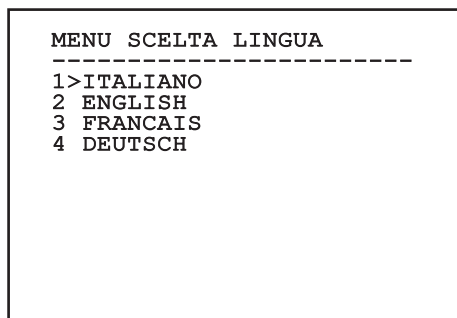 MENU SCELTA LINGUA
------------------------
1>ITALIANO
2 ENGLISH
3 FRANCAIS
4 DEUTSCH